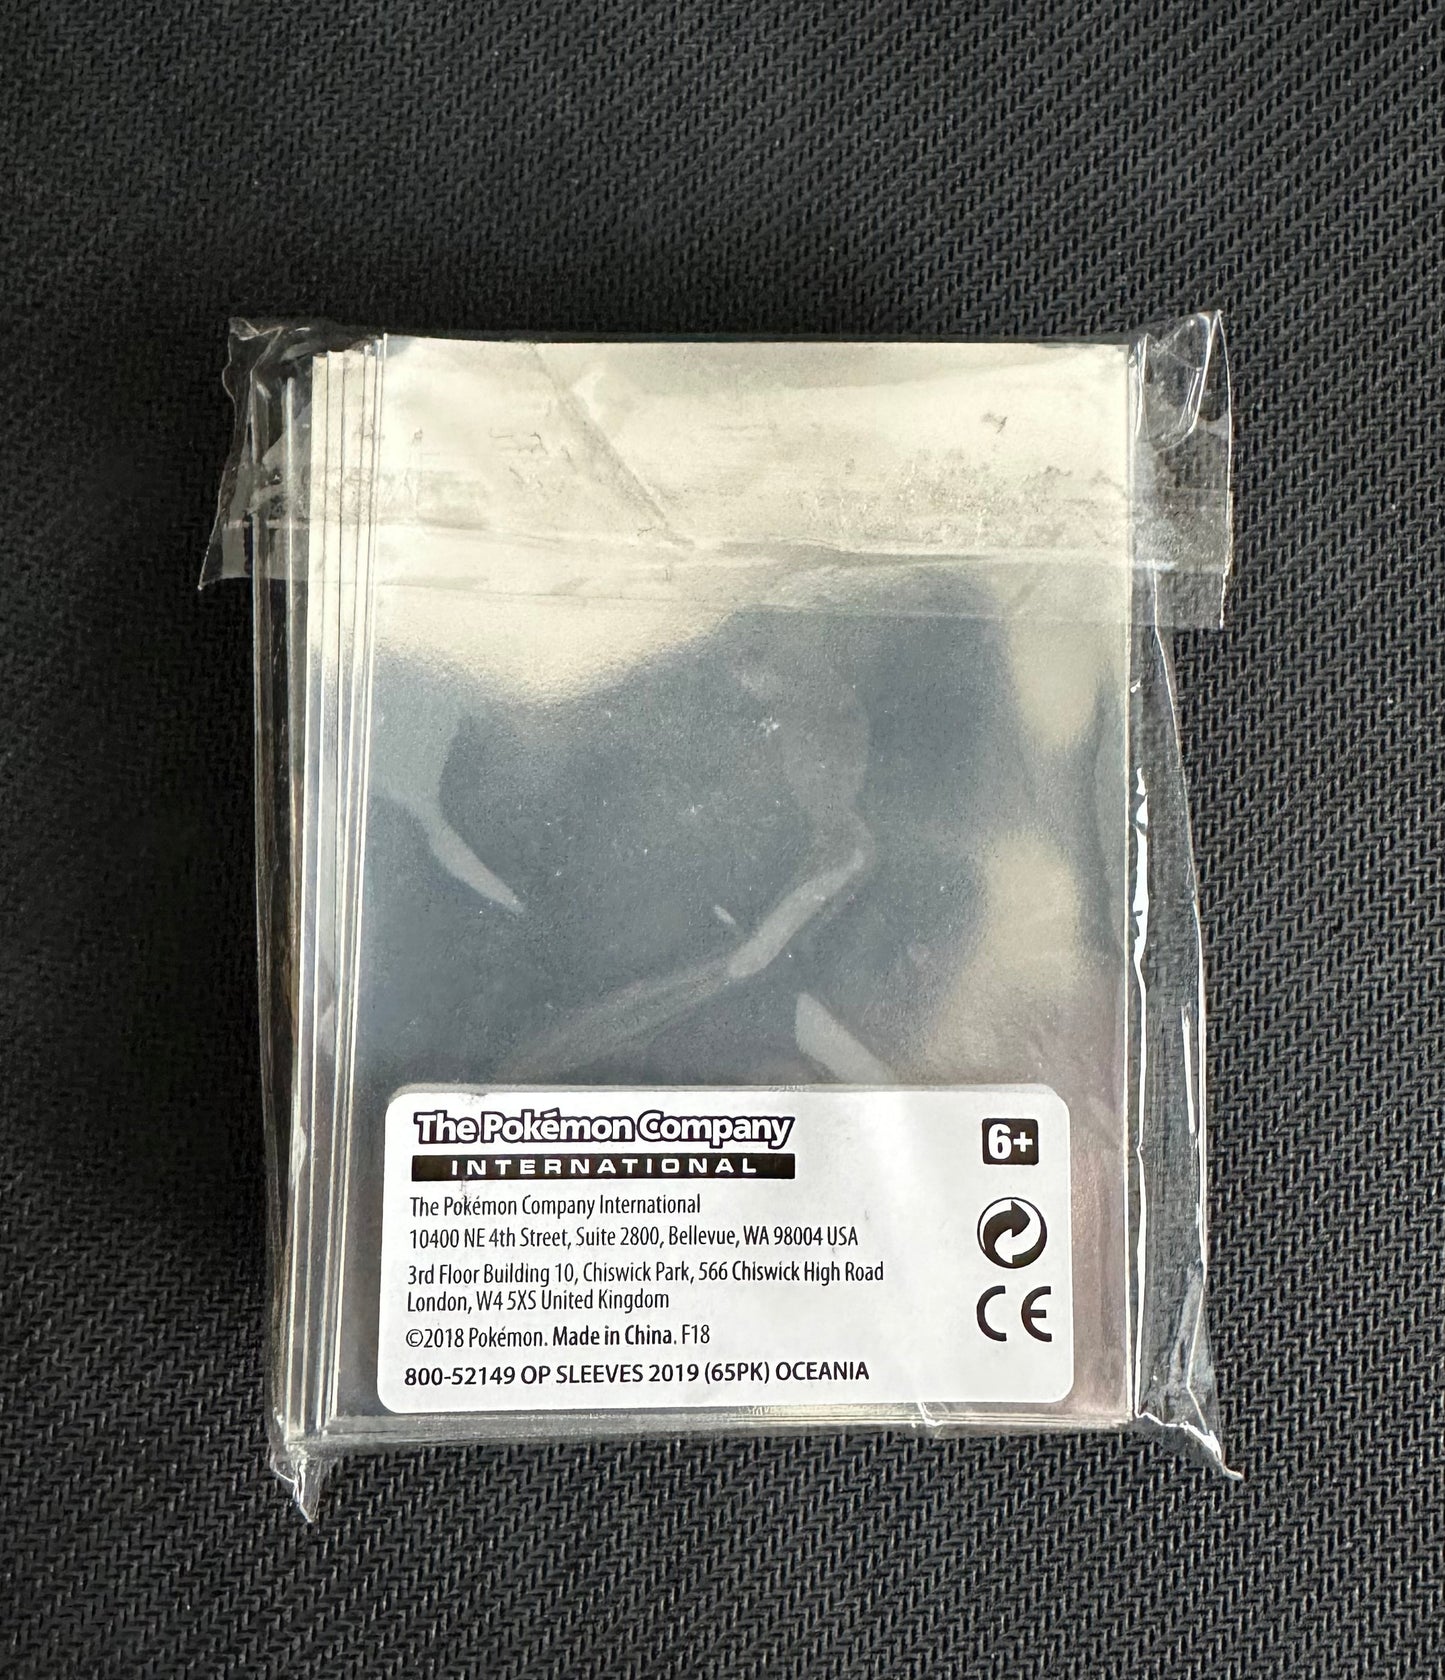 The Pokémon Company
INTERNATIONAL
6+
The Pokémon Company International
10400 NE 4th Street, Suite 2800, Bellevue, WA 98004 USA
3rd Floor Building 10, Chiswick Park, 566 Chiswick High Road
London, W4 5XS United Kingdom
©2018 Pokémon. Made in China. F18
CE
800-52149 OP SLEEVES 2019 (65PK) OCEANIA